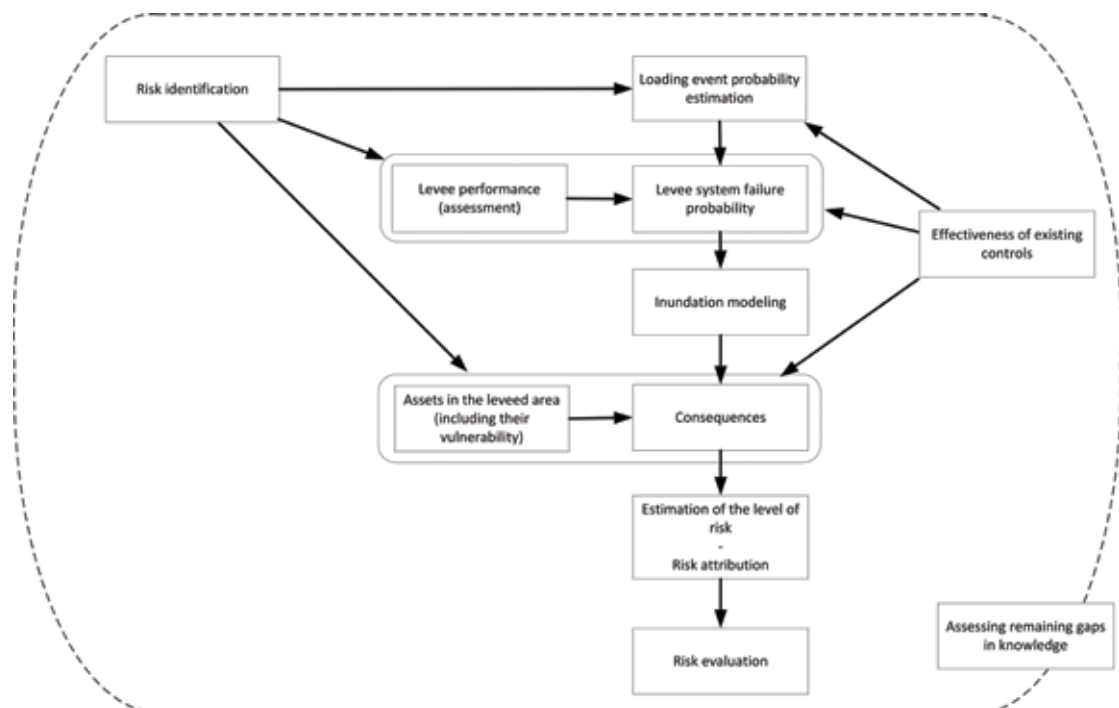 Risk identification
Loading event probability
estimation
Levee performance
(assessment)
Levee system failure
probability
Effectiveness of existing
controls
Inundation modeling
Assets in the leveed area
(including their
vulnerability)
Consequences
Estimation of the level of
risk
-
Risk attribution
Assessing remaining gaps
in knowledge
Risk evaluation